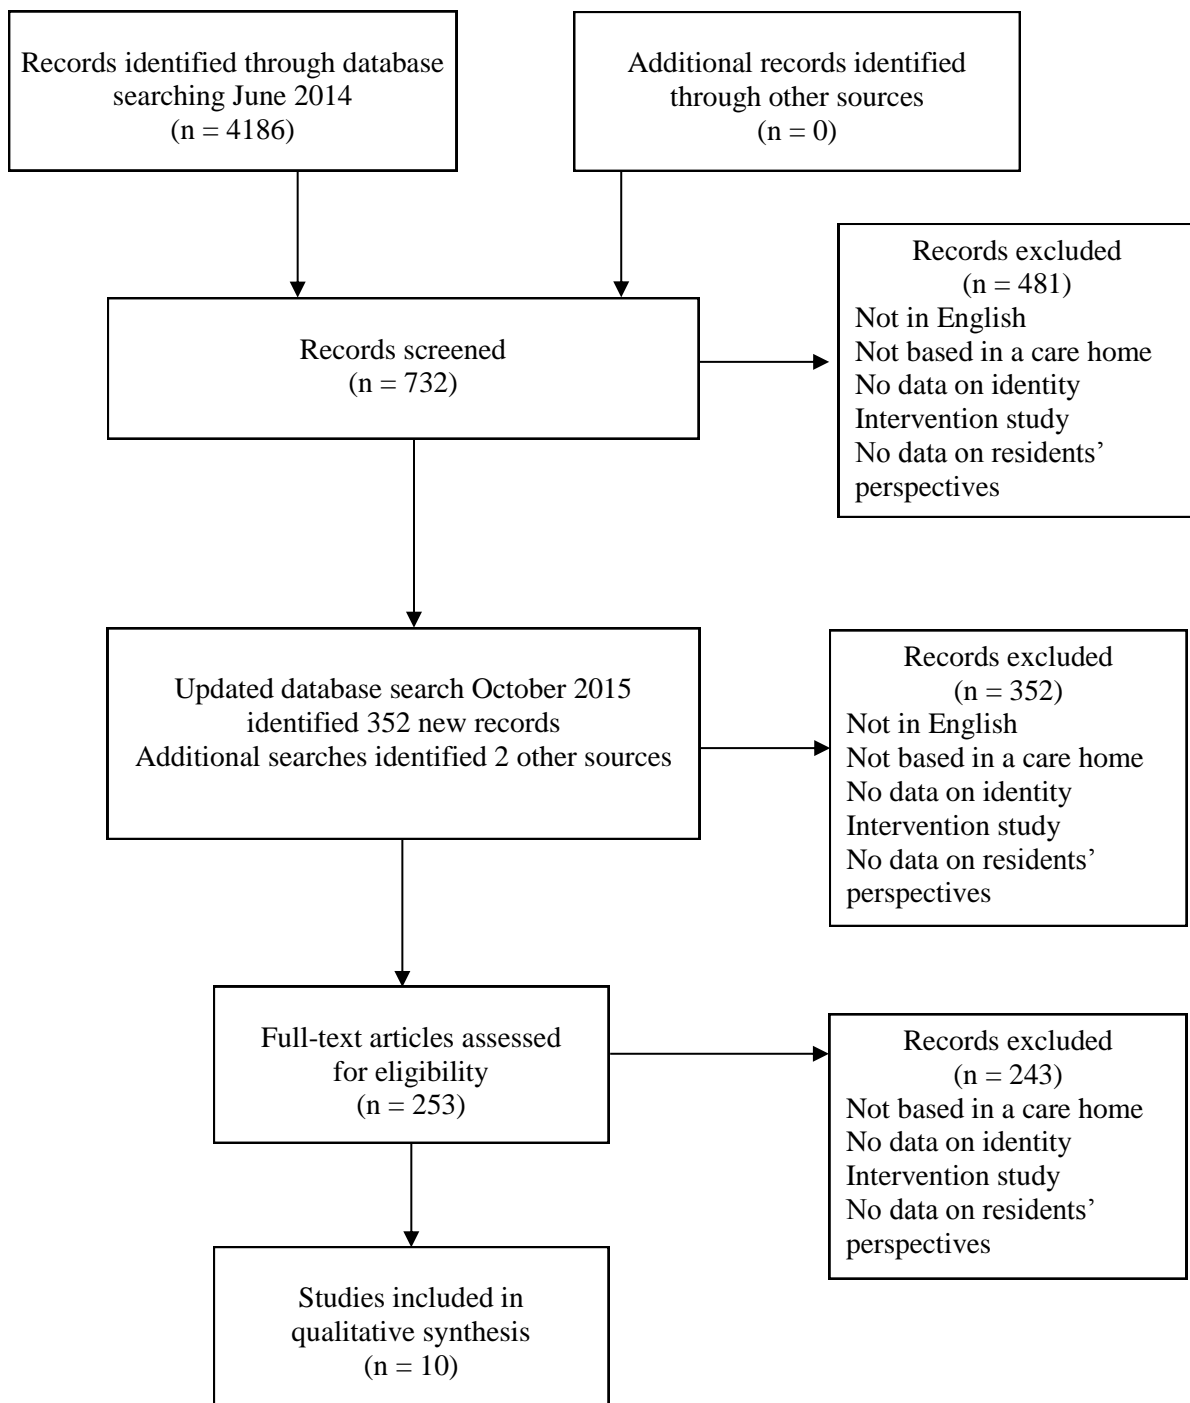 Records identified through database
searching June 2014
(n = 4186)
Additional records identified
through other sources
(n = 0)
Records excluded
(n = 481)
Not in English
Not based in a care home
No data on identity
Intervention study
No data on residents’
perspectives
Records screened
(n = 732)
Updated database search October 2015
identified 352 new records
Additional searches identified 2 other sources
Records excluded
(n = 352)
Not in English
Not based in a care home
No data on identity
Intervention study
No data on residents’
perspectives
Full-text articles assessed
for eligibility
(n = 253)
Records excluded
(n = 243)
Not based in a care home
No data on identity
Intervention study
No data on residents’
perspectives
Studies included in
qualitative synthesis
(n = 10)